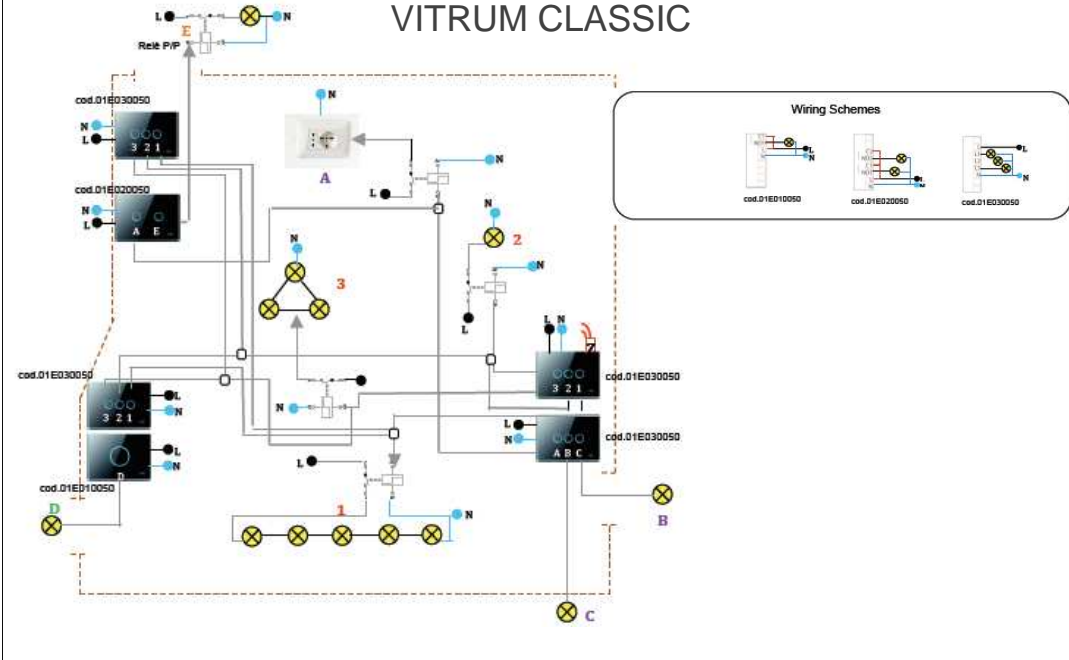 VITRUM CLASSIC
L
N
E
Relè P/P
cod.01E030050
N
L
3 2 1
cod.01E020050
N
L
A E
N
A
N
L
Wiring Schemes
L
N
cod.01E010050
L
N
cod.01E020050
L
N
cod.01E030050
N
2
N
L
N
3
L N
3 2 1
cod.01E030050
cod.01E030050
L
N
3 2 1
N
L
N
A B C
cod.01E030050
L
N
D
cod.01E010050
D
L
1
N
B
C